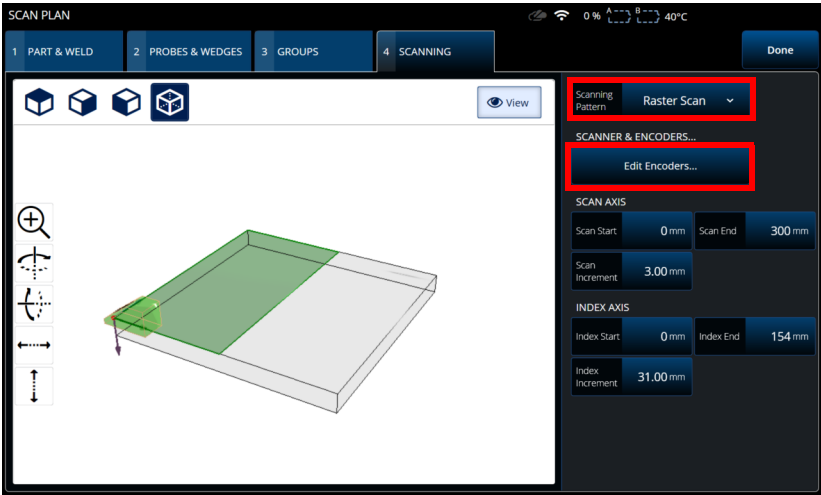 SCAN PLAN
0 % A B 40°C
1 PART & WELD 2 PROBES & WEDGES 3 GROUPS 4 SCANNING Done
View
Scanning Pattern Raster Scan
SCANNER & ENCODERS...
Edit Encoders...
SCAN AXIS
Scan Start 0 mm Scan End 300 mm
Scan Increment 3.00 mm
INDEX AXIS
Index Start 0 mm Index End 154 mm
Index Increment 31.00 mm